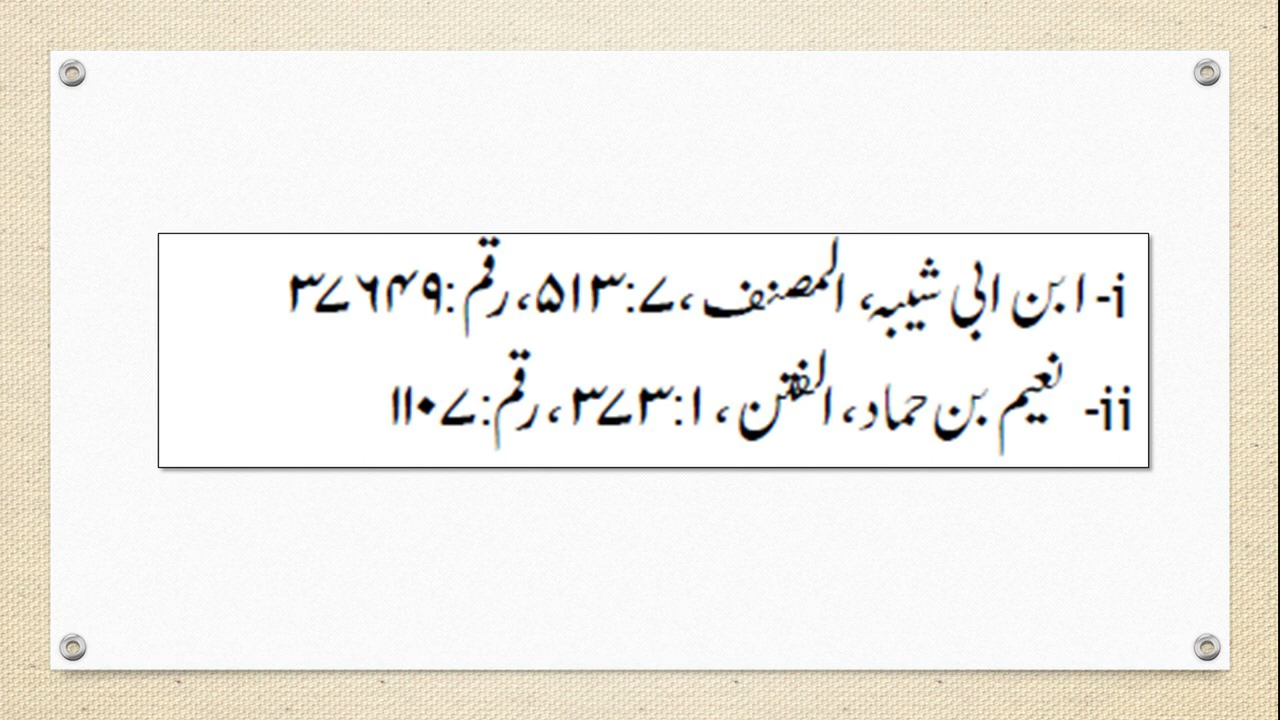 i- ابن ابی شیبہ، المصنف، ۷:۵۱۳، رقم:۳۷۶۴۹
ii- نعیم بن حماد، الفتن، ۱:۳۷۳، رقم:۱۱۰۷